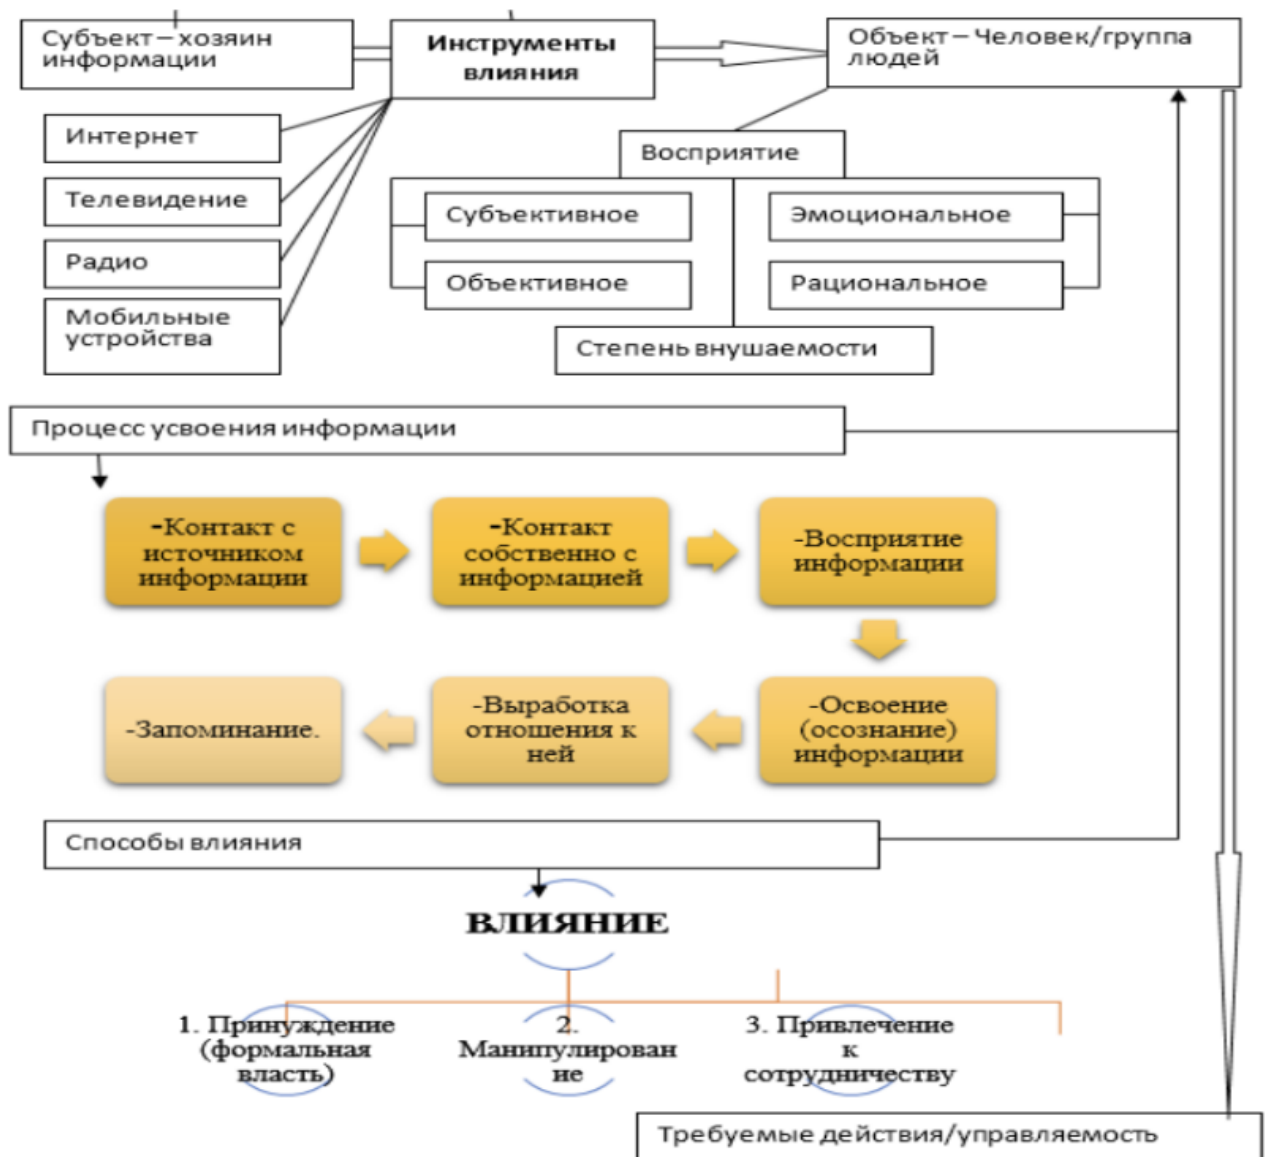 Субъект – хозяин
информации
Инструменты
влияния
Объект – Человек/группа
людей
Интернет
Телевидение
Радио
Мобильные
устройства
Восприятие
Субъективное
Объективное
Эмоциональное
Рациональное
Степень внушаемости
Процесс усвоения информации
-Контакт с
источником
информации
-Контакт
собственно с
информацией
-Восприятие
информации
-Освоение
(осознание)
информации
-Выработка
отношения к
ней
-Запоминание.
Способы влияния
ВЛИЯНИЕ
1. Принуждение
(формальная
власть)
2.
Манипулирован
ие
3. Привлечение
к
сотрудничеству
Требуемые действия/управляемость